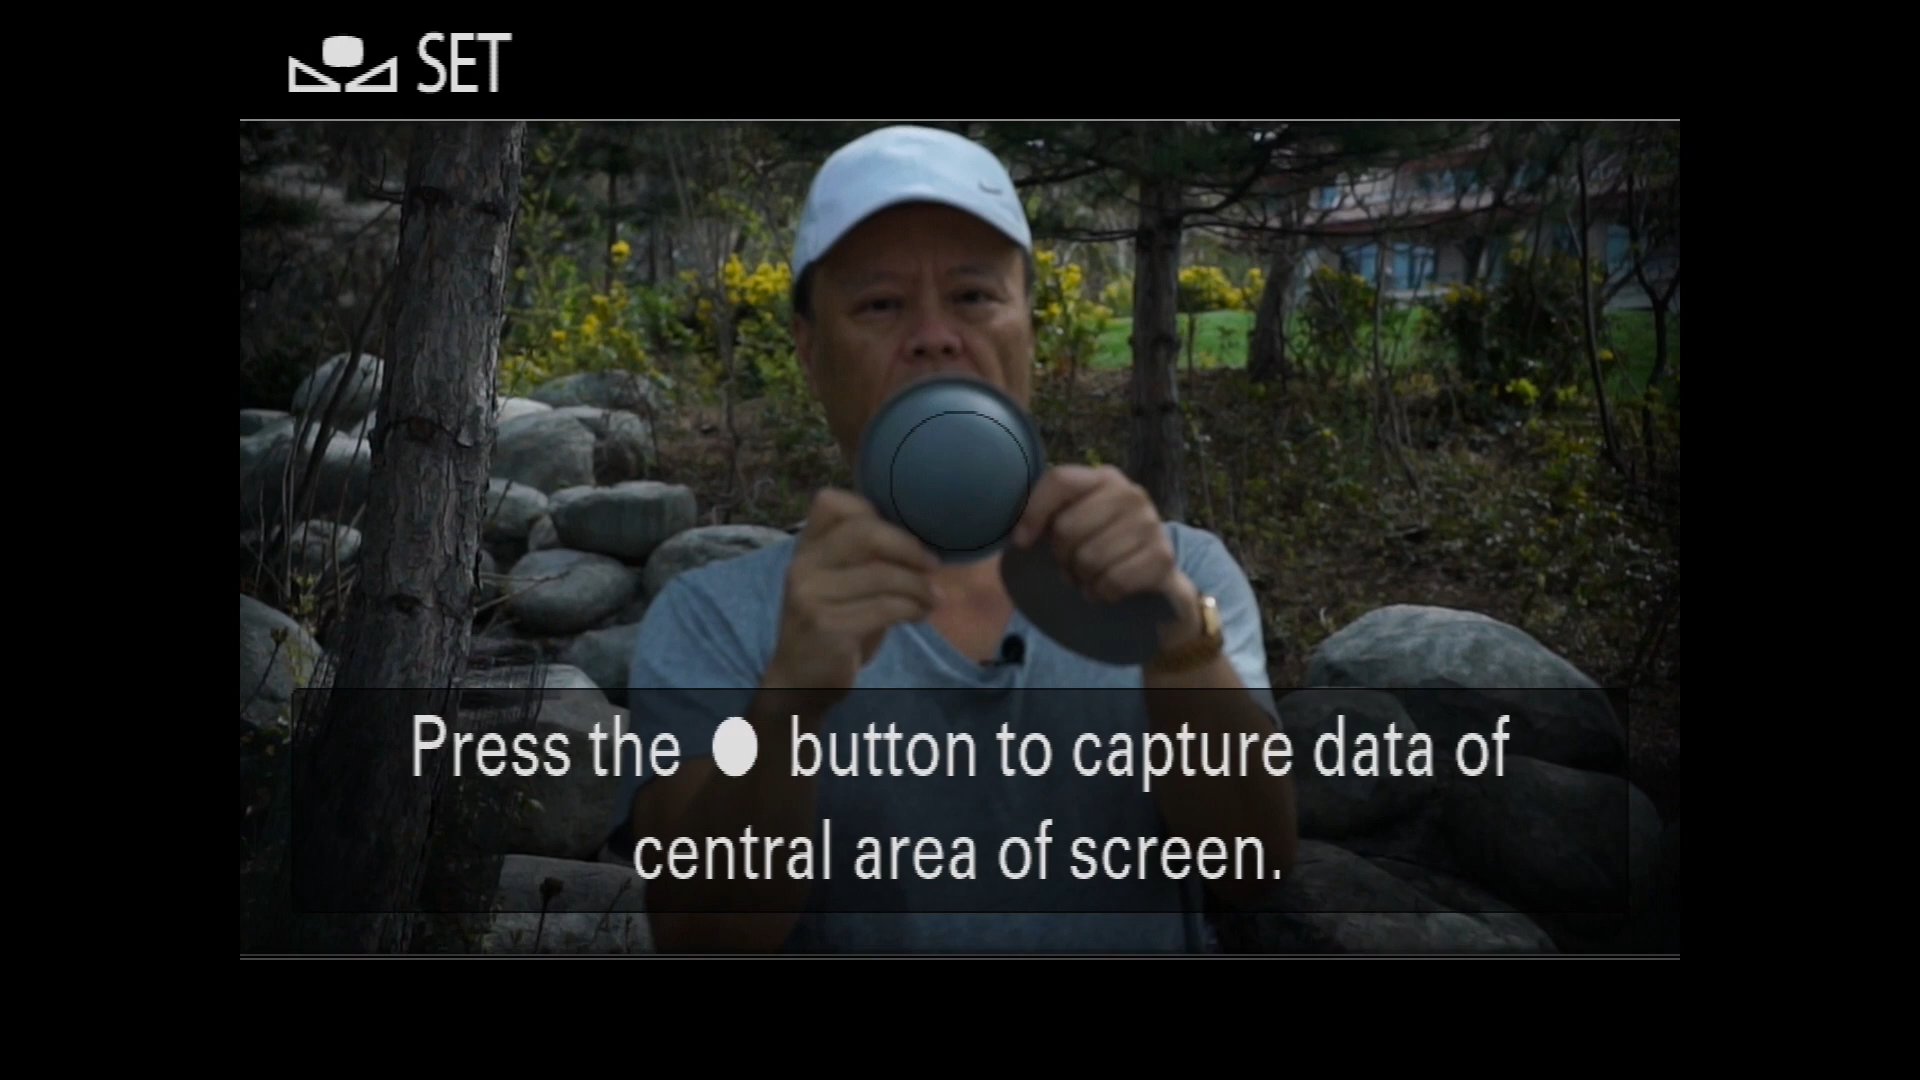 SET
Press the ● button to capture data of
central area of screen.